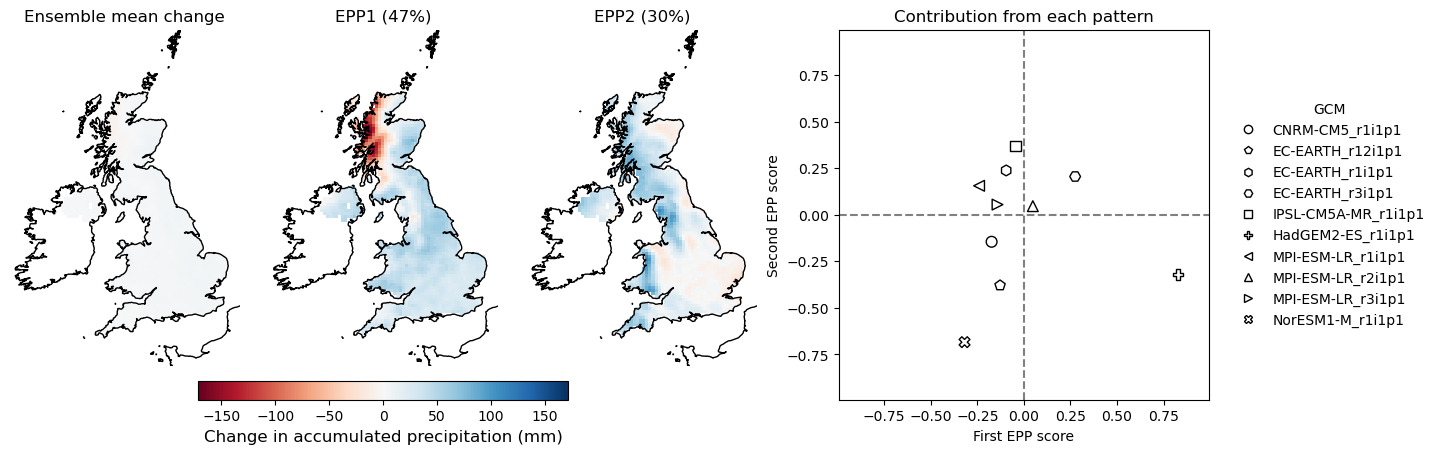 Ensemble mean change
EPP1 (47%)
EPP2 (30%)
−150 −100 −50 0 50 100 150
Change in accumulated precipitation (mm)
Contribution from each pattern
Second EPP score
0.75
0.50
0.25
0.00
−0.25
−0.50
−0.75
−0.75 −0.50 −0.25 0.00 0.25 0.50 0.75
First EPP score
GCM
CNRM-CM5_r1i1p1
EC-EARTH_r12i1p1
EC-EARTH_r1i1p1
EC-EARTH_r3i1p1
IPSL-CM5A-MR_r1i1p1
HadGEM2-ES_r1i1p1
MPI-ESM-LR_r1i1p1
MPI-ESM-LR_r2i1p1
MPI-ESM-LR_r3i1p1
NorESM1-M_r1i1p1